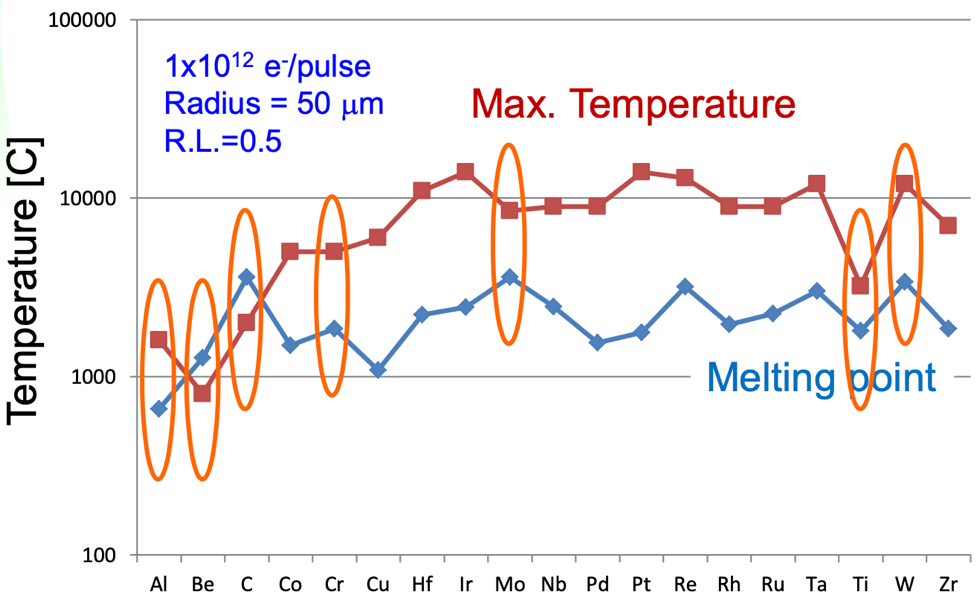 100000
1x10¹² e⁻/pulse
Radius = 50 μm
R.L.=0.5
Max. Temperature
Temperature [C]
10000
1000
Melting point
100
Al Be C Co Cr Cu Hf Ir Mo Nb Pd Pt Re Rh Ru Ta Ti W Zr